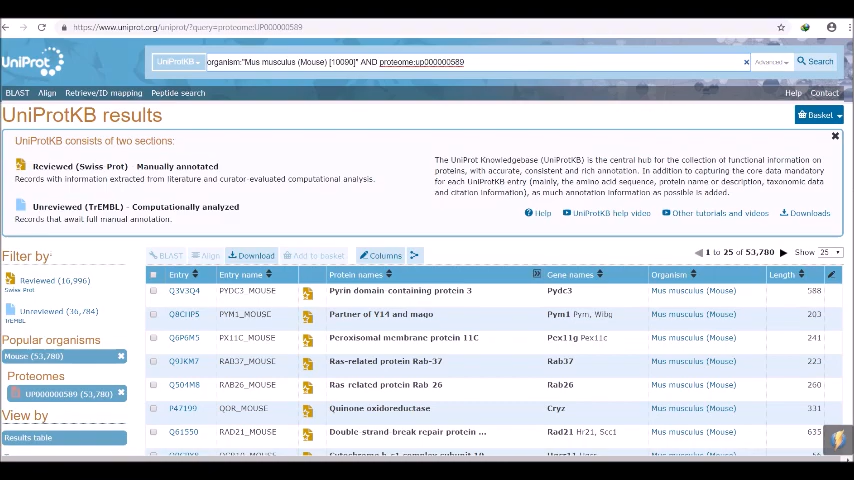 https://www.uniprot.org/uniprot/?query=proteome:UP000000589
UniProt
UniProtKB
organism:"Mus musculus (Mouse) [10090]" AND proteome:up000000589
Advanced
Search
BLAST Align Retrieve/ID mapping Peptide search
Help Contact
UniProtKB results
Basket
UniProtKB consists of two sections:
Reviewed (Swiss-Prot) - Manually annotated
Records with information extracted from literature and curator-evaluated computational analysis.
Unreviewed (TrEMBL) - Computationally analyzed
Records that await full manual annotation.
The UniProt Knowledgebase (UniProtKB) is the central hub for the collection of functional information on
proteins, with accurate, consistent and rich annotation. In addition to capturing the core data mandatory
for each UniProtKB entry (mainly, the amino acid sequence, protein name or description, taxonomic data
and citation information), as much annotation information as possible is added.
Help UniProtKB help video Other tutorials and videos Downloads
Filter by
Reviewed (16,996)
Swiss-Prot
Unreviewed (36,784)
TrEMBL
Popular organisms
Mouse (53,780)
Proteomes
UP000000589 (53,780)
View by
Results table
BLAST Align Download Add to basket Columns
1 to 25 of 53,780 Show 25
Entry Entry name Protein names Gene names Organism Length
Q3V3Q4 PYDC3_MOUSE Pyrin domain-containing protein 3 Pydc3 Mus musculus (Mouse) 588
Q8CHP5 PYM1_MOUSE Partner of Y14 and mago Pym1 Pym, Wibg Mus musculus (Mouse) 203
Q6P6M5 PX11C_MOUSE Peroxisomal membrane protein 11C Pex11g Pex11c Mus musculus (Mouse) 241
Q9JKM7 RAB37_MOUSE Ras-related protein Rab-37 Rab37 Mus musculus (Mouse) 223
Q504M8 RAB26_MOUSE Ras-related protein Rab-26 Rab26 Mus musculus (Mouse) 260
P47199 QOR_MOUSE Quinone oxidoreductase Cryz Mus musculus (Mouse) 331
Q61550 RAD21_MOUSE Double-strand-break repair protein ... Rad21 Hr21, Scc1 Mus musculus (Mouse) 635